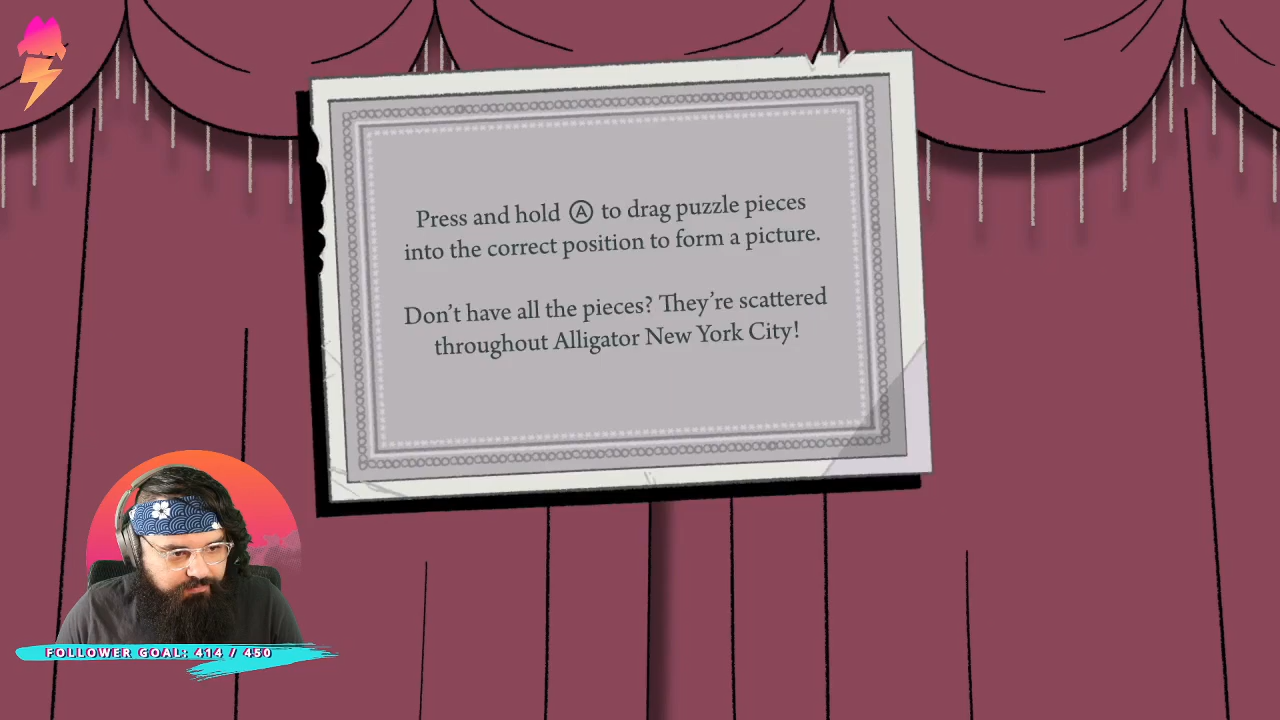 Press and hold Ⓐ to drag puzzle pieces
into the correct position to form a picture.
Don't have all the pieces? They're scattered
throughout Alligator New York City!
FOLLOWER GOAL: 414 / 450